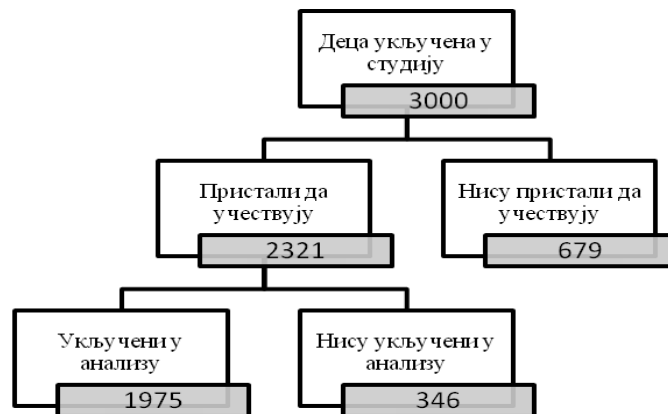 Деца укључена у
студију
3000
Пристали да
учествују
2321
Нису пристали да
учествују
679
Укључени у
анализу
1975
Нису укључени у
анализу
346